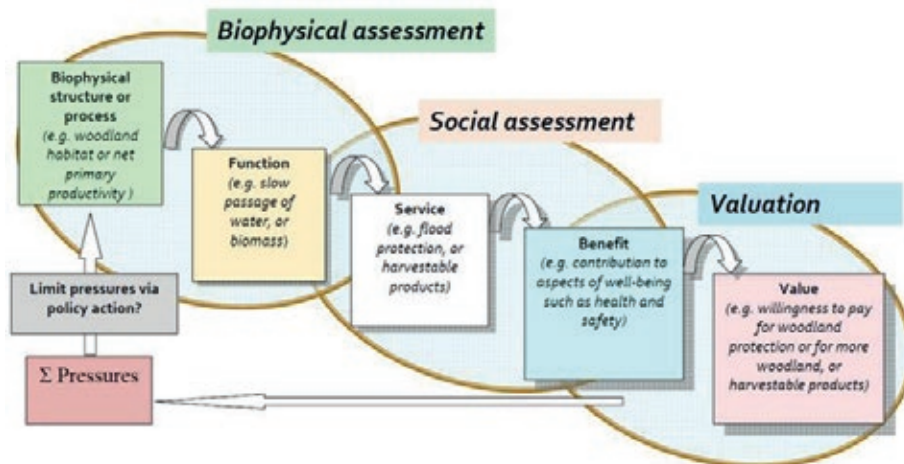 Biophysical assessment
Biophysical
structure or
process
(e.g. woodland
habitat or net
primary
productivity )
Social assessment
Function
(e.g. slow
passage of
water, or
biomass)
Service
(e.g. flood
protection, or
harvestable
products)
Valuation
Benefit
(e.g. contribution to
aspects of well-being
such as health and
safety)
Value
(e.g. willingness to pay
for woodland
protection or for more
woodland, or
harvestable products)
Limit pressures via
policy action?
Σ Pressures